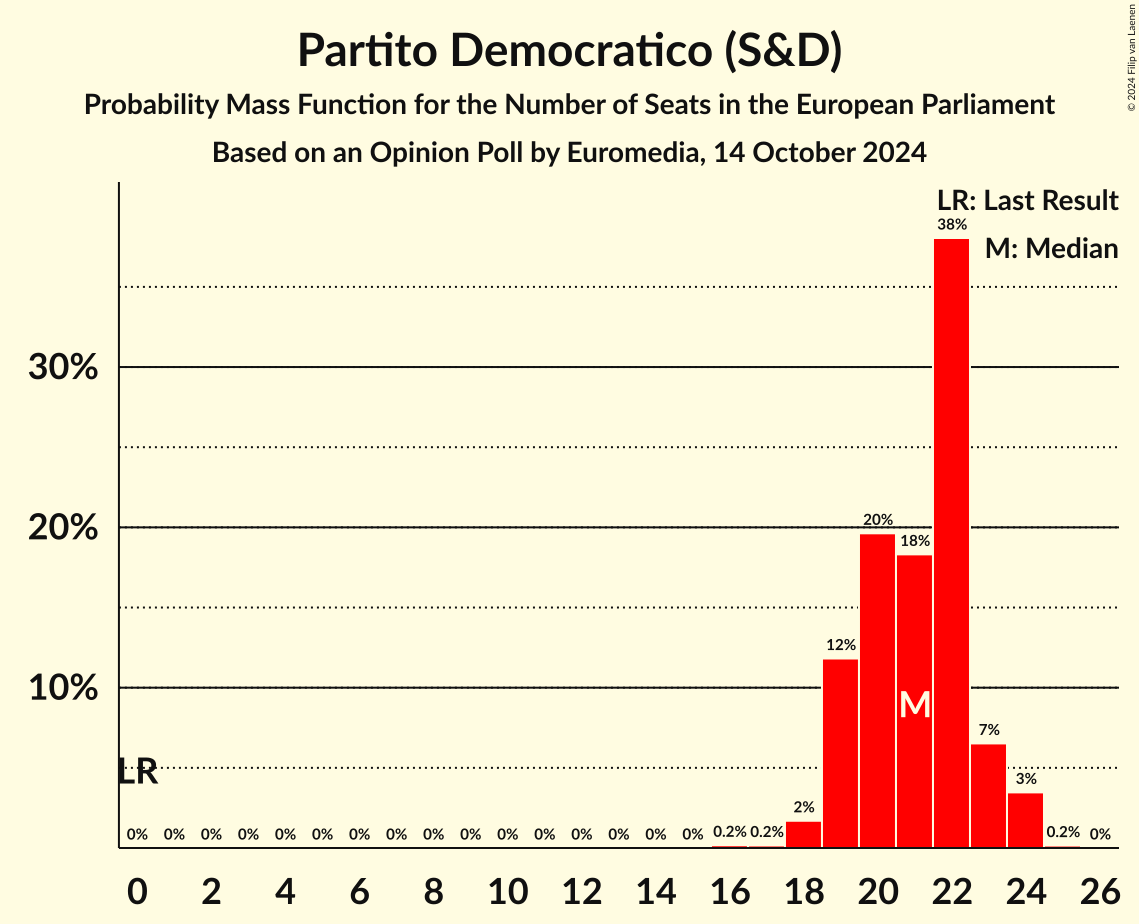 Partito Democratico (S&D)
Probability Mass Function for the Number of Seats in the European Parliament
Based on an Opinion Poll by Euromedia, 14 October 2024
© 2024 Filip van Laenen
LR: Last Result
M: Median
30%
20%
10%
LR
M
0% 0% 0% 0% 0% 0% 0% 0% 0% 0% 0% 0% 0% 0% 0% 0% 0.2% 0.2% 2% 12% 20% 18% 38% 7% 3% 0.2% 0%
0 2 4 6 8 10 12 14 16 18 20 22 24 26